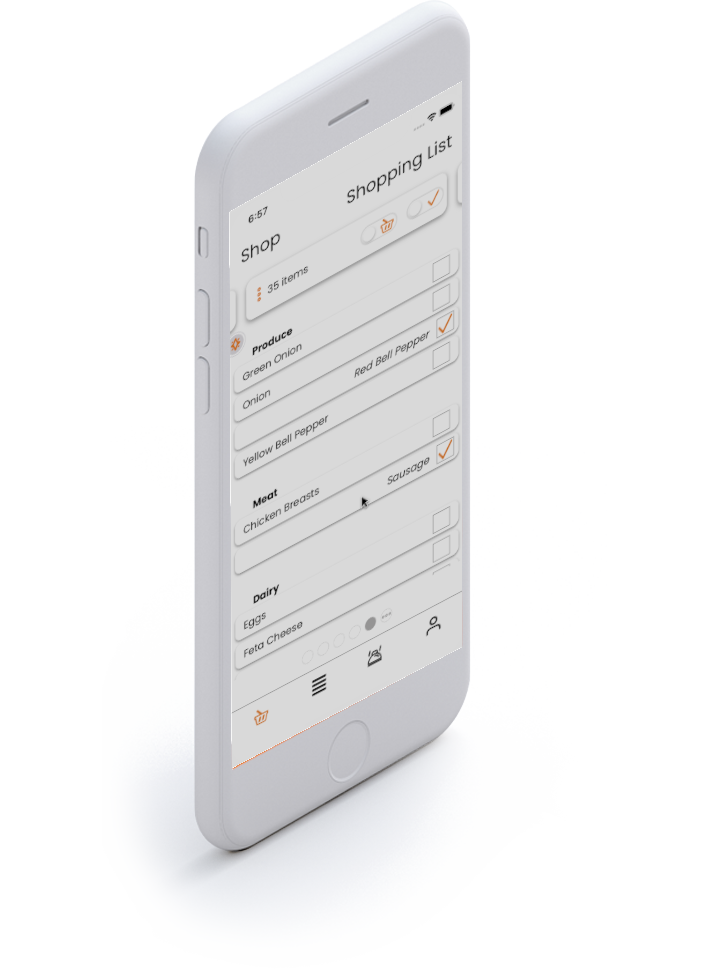 6:57
Shop
Shopping List
35 items
Produce
Green Onion
Onion
Red Bell Pepper
Yellow Bell Pepper
Meat
Chicken Breasts
Sausage
Dairy
Eggs
Feta Cheese